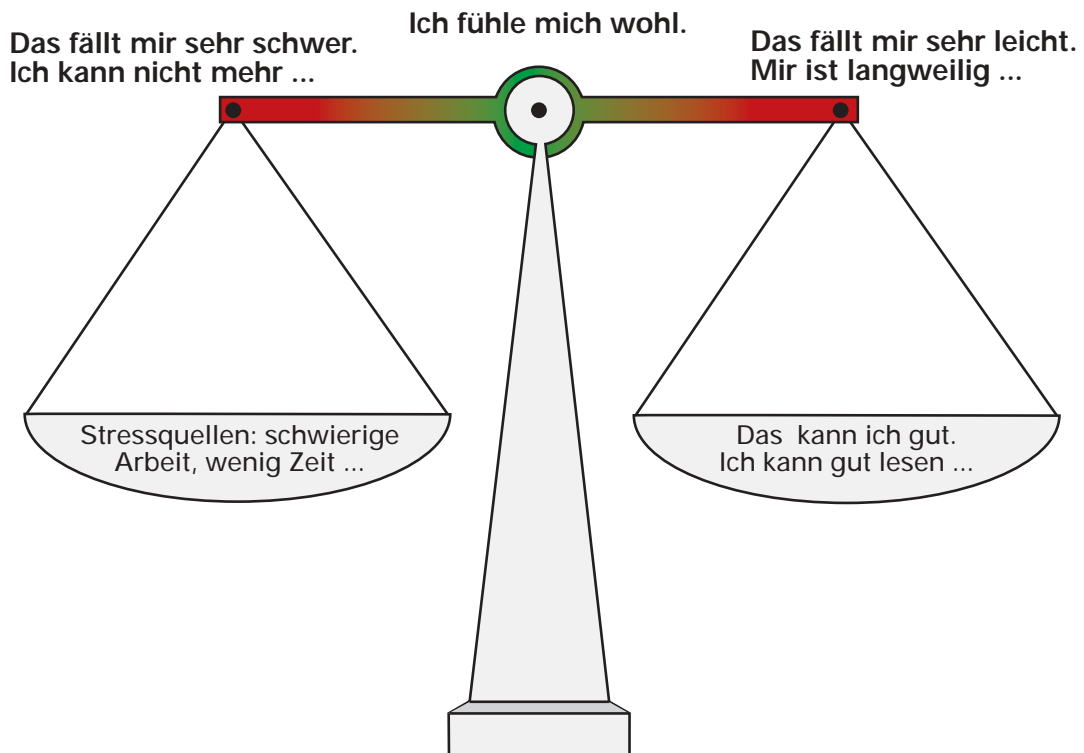 Ich fühle mich wohl.
Das fällt mir sehr schwer.
Ich kann nicht mehr ...
Das fällt mir sehr leicht.
Mir ist langweilig ...
Stressquellen: schwierige
Arbeit, wenig Zeit ...
Das kann ich gut.
Ich kann gut lesen ...